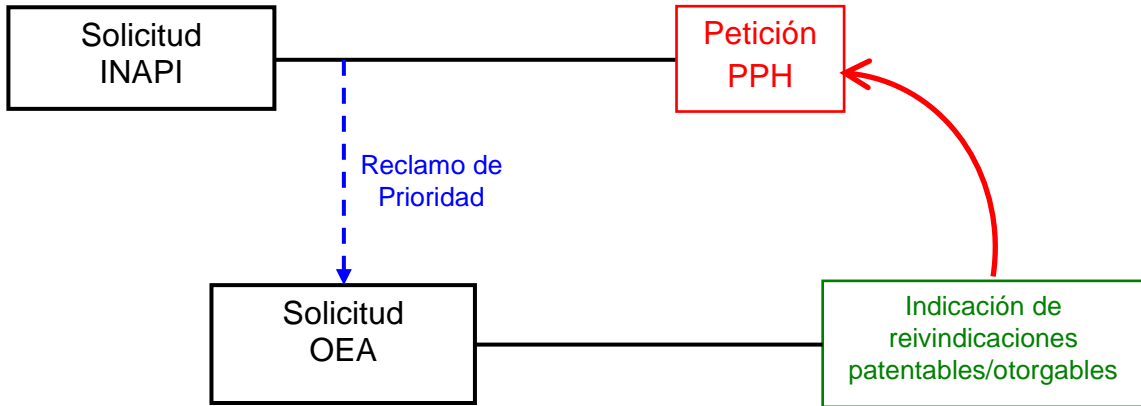 Solicitud
INAPI
Petición
PPH
Reclamo de
Prioridad
Solicitud
OEA
Indicación de
reivindicaciones
patentables/otorgables